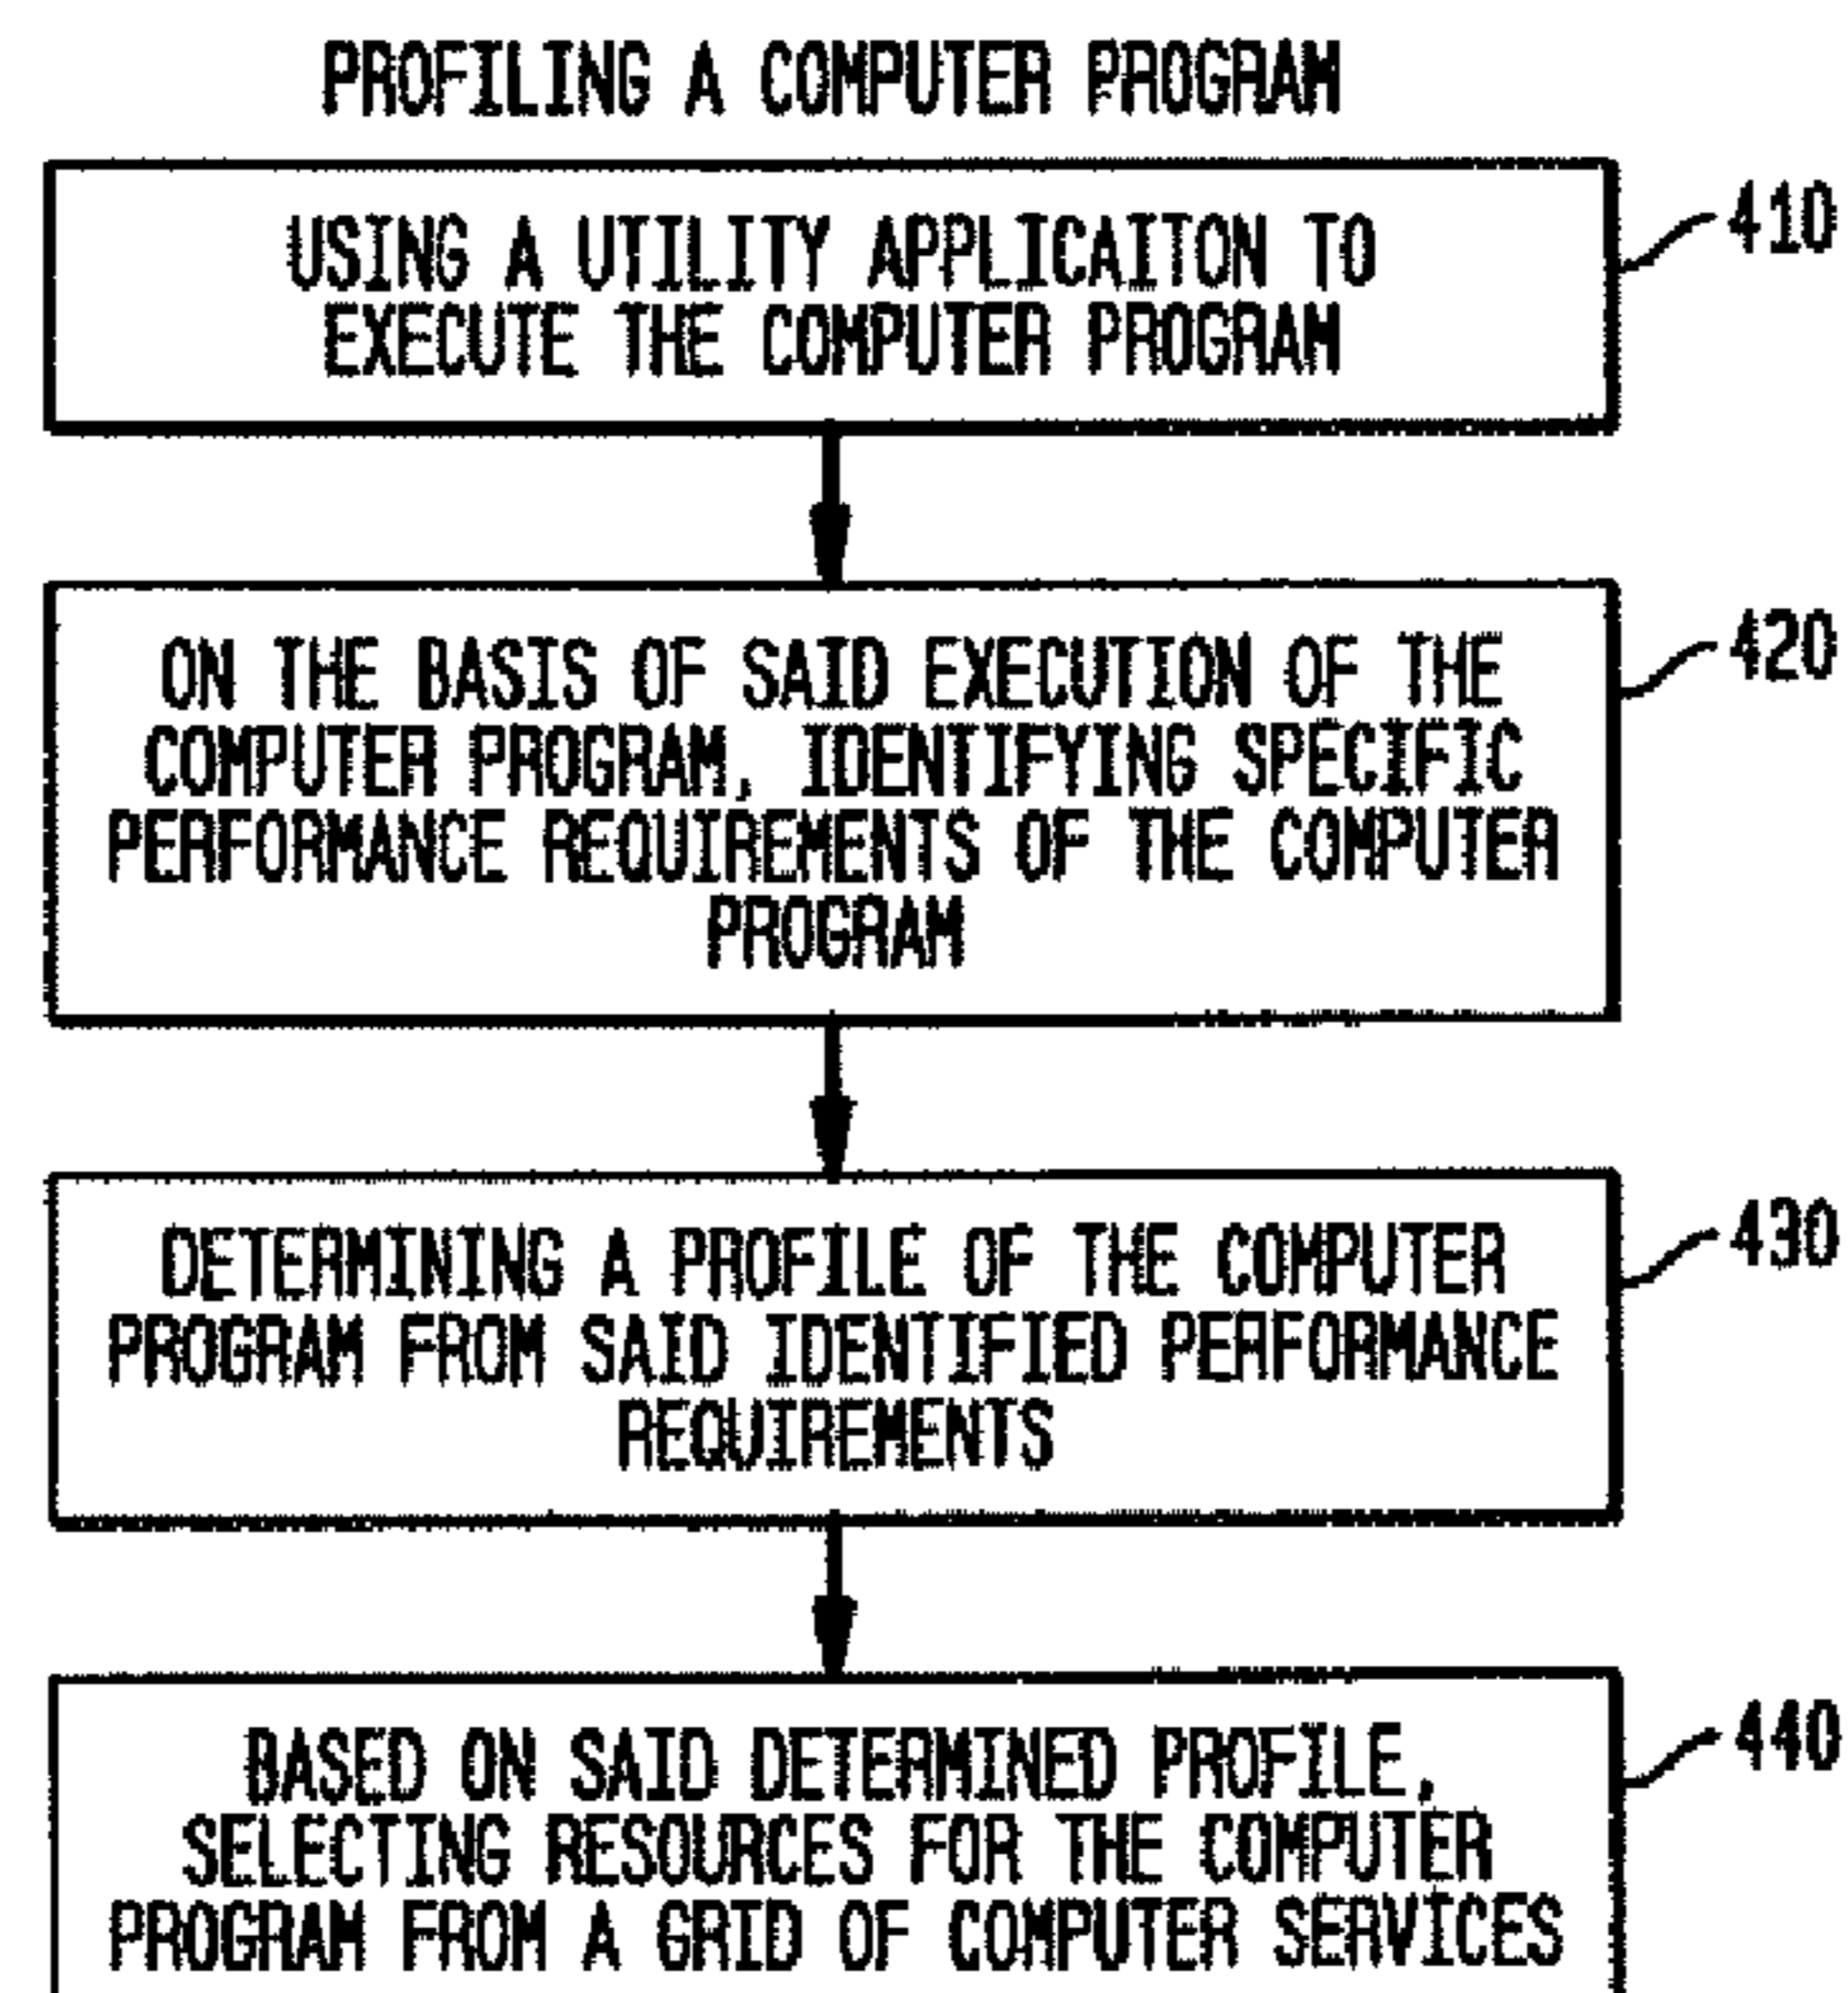 PROFILING A COMPUTER PROGRAM
USING A UTILITY APPLICAITON TO
EXECUTE THE COMPUTER PROGRAM
410
ON THE BASIS OF SAID EXECUTION OF THE
COMPUTER PROGRAM, IDENTIFYING SPECIFIC
PERFORMANCE REQUIREMENTS OF THE COMPUTER
PROGRAM
420
DETERMINING A PROFILE OF THE COMPUTER
PROGRAM FROM SAID IDENTIFIED PERFORMANCE
REQUIREMENTS
430
BASED ON SAID DETERMINED PROFILE,
SELECTING RESOURCES FOR THE COMPUTER
PROGRAM FROM A GRID OF COMPUTER SERVICES
440